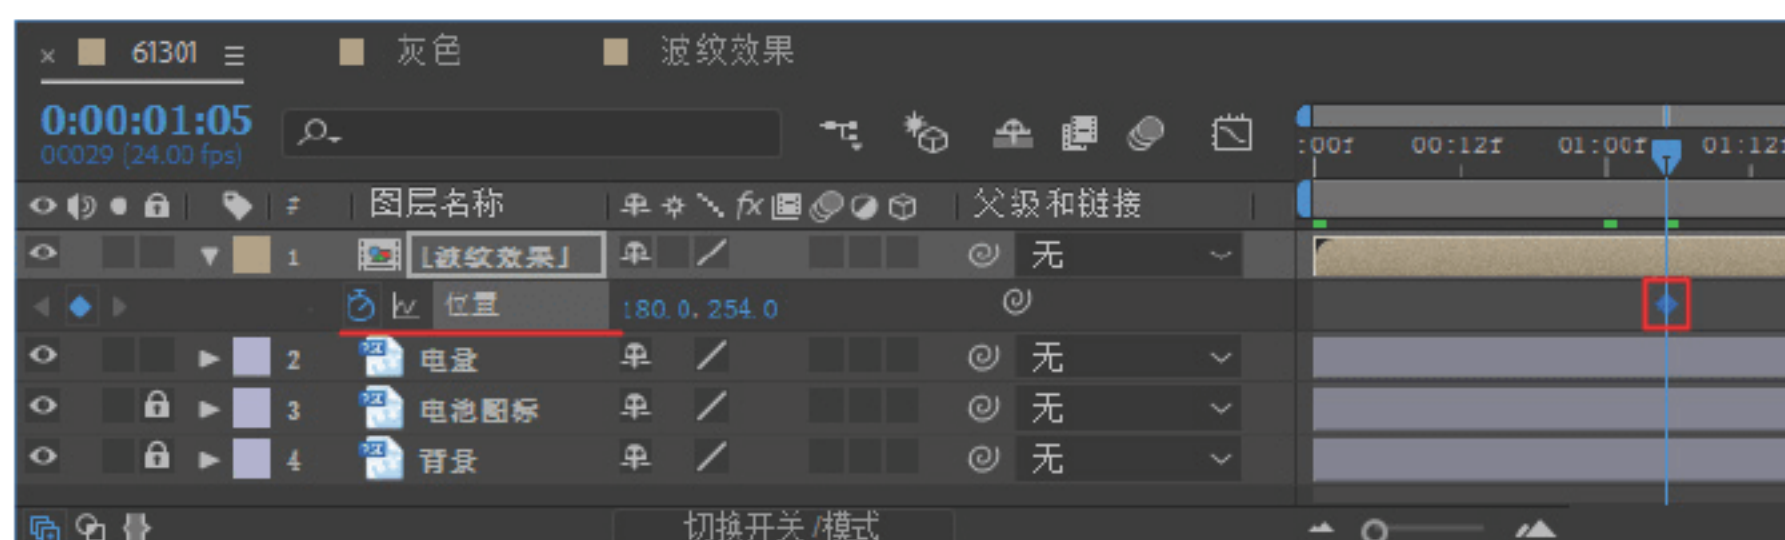 61301 灰色 波纹效果
0:00:01:05
00029 (24.00 fps)
:00f 00:12f 01:00f 01:12f
# 图层名称 父级和链接
1 [波纹效果] 无
位置 180.0,254.0
2 电量 无
3 电池图标 无
4 背景 无
切换开关/模式